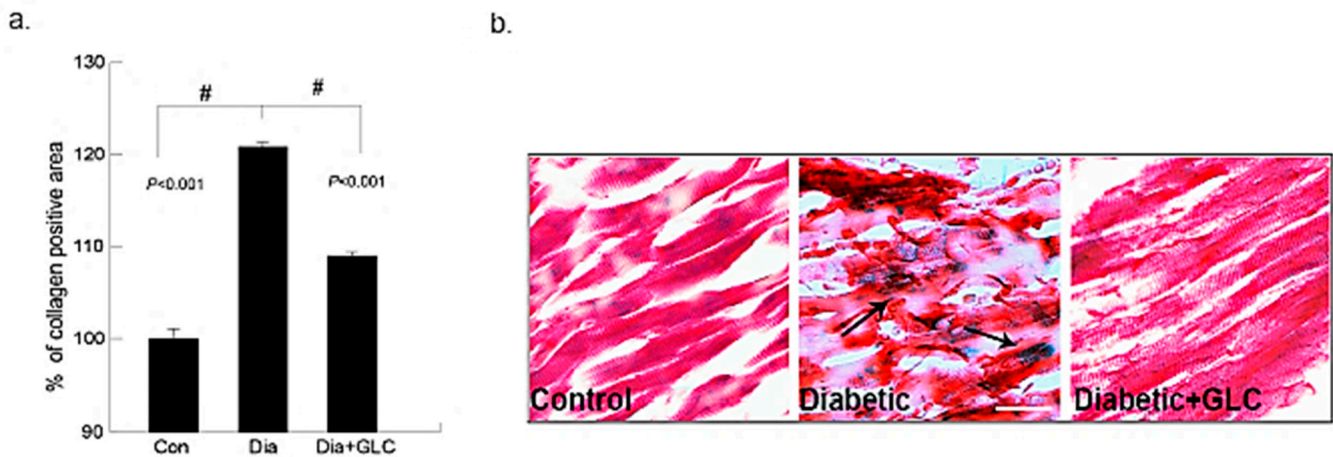 a.
b.
130
120
110
100
90
% of collagen positive area
#
#
P<0.001
P<0.001
Con
Dia
Dia+GLC
Control
Diabetic
Diabetic+GLC